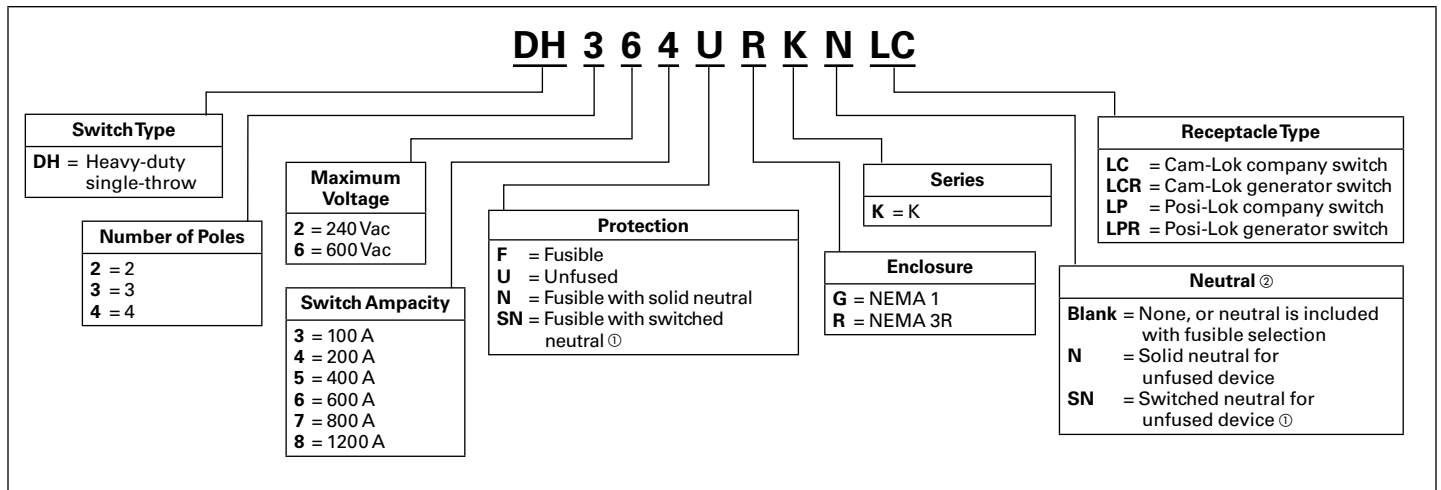 DH 3 6 4 U R K N LC
Switch Type
DH = Heavy-duty
single-throw
Number of Poles
2 = 2
3 = 3
4 = 4
Maximum
Voltage
2 = 240 Vac
6 = 600 Vac
Switch Ampacity
3 = 100 A
4 = 200 A
5 = 400 A
6 = 600 A
7 = 800 A
8 = 1200 A
Protection
F = Fusible
U = Unfused
N = Fusible with solid neutral
SN = Fusible with switched
neutral ①
Series
K = K
Enclosure
G = NEMA 1
R = NEMA 3R
Receptacle Type
LC = Cam-Lok company switch
LCR = Cam-Lok generator switch
LP = Posi-Lok company switch
LPR = Posi-Lok generator switch
Neutral ②
Blank = None, or neutral is included
with fusible selection
N = Solid neutral for
unfused device
SN = Switched neutral for
unfused device ①